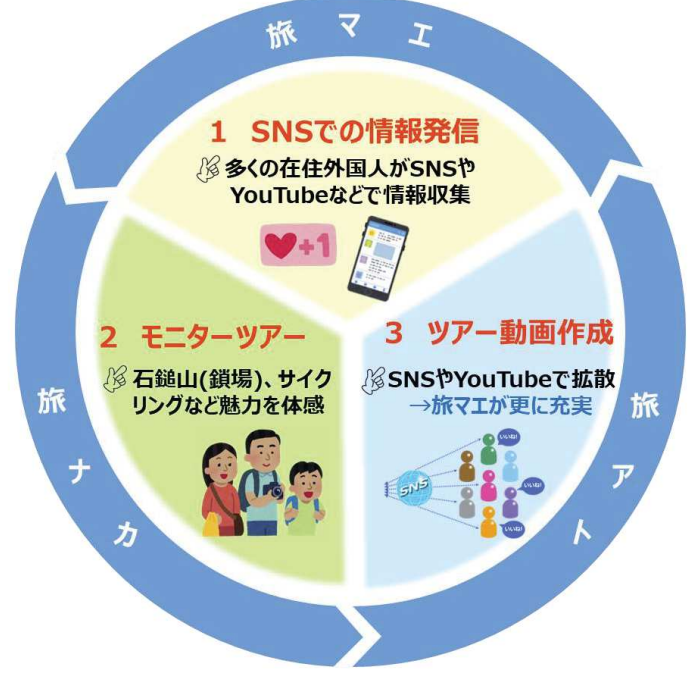 旅マエ
1 SNSでの情報発信
多くの在住外国人がSNSや
YouTubeなどで情報収集
+1
2 モニターツアー
石鎚山(鎖場)、サイク
リングなど魅力を体感
旅ナカ
3 ツアー動画作成
SNSやYouTubeで拡散
→旅マエが更に充実
SNS
いいね!
いいね!
いいね!
旅アト